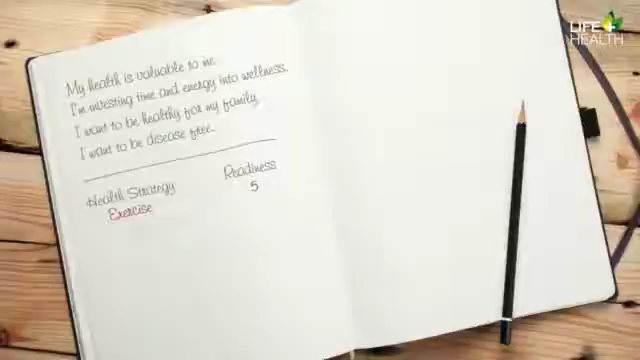 LIFE+
HEALTH
My health is valuable to me.
I'm investing time and energy into wellness.
I want to be healthy for my family.
I want to be disease free.
Health Strategy Readiness
Exercise 5